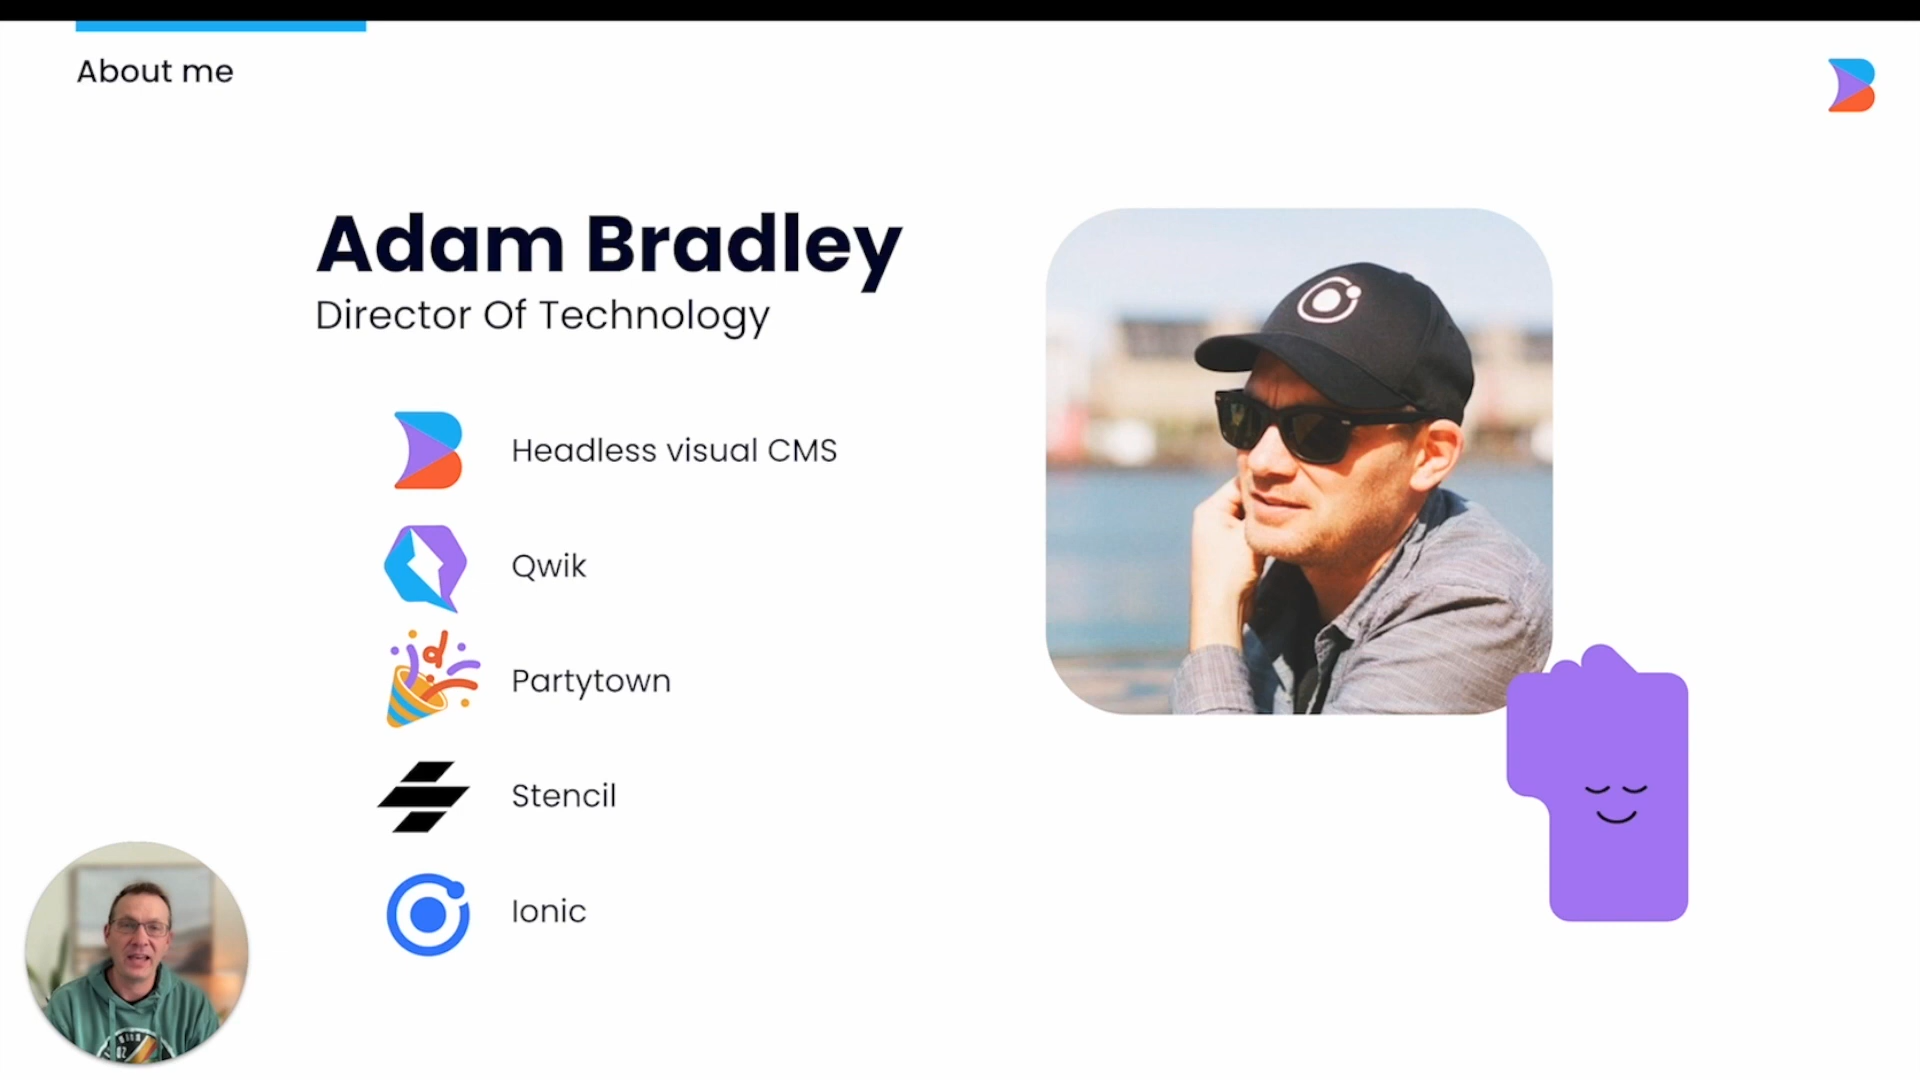 About me
Adam Bradley
Director Of Technology
Headless visual CMS
Qwik
Partytown
Stencil
Ionic